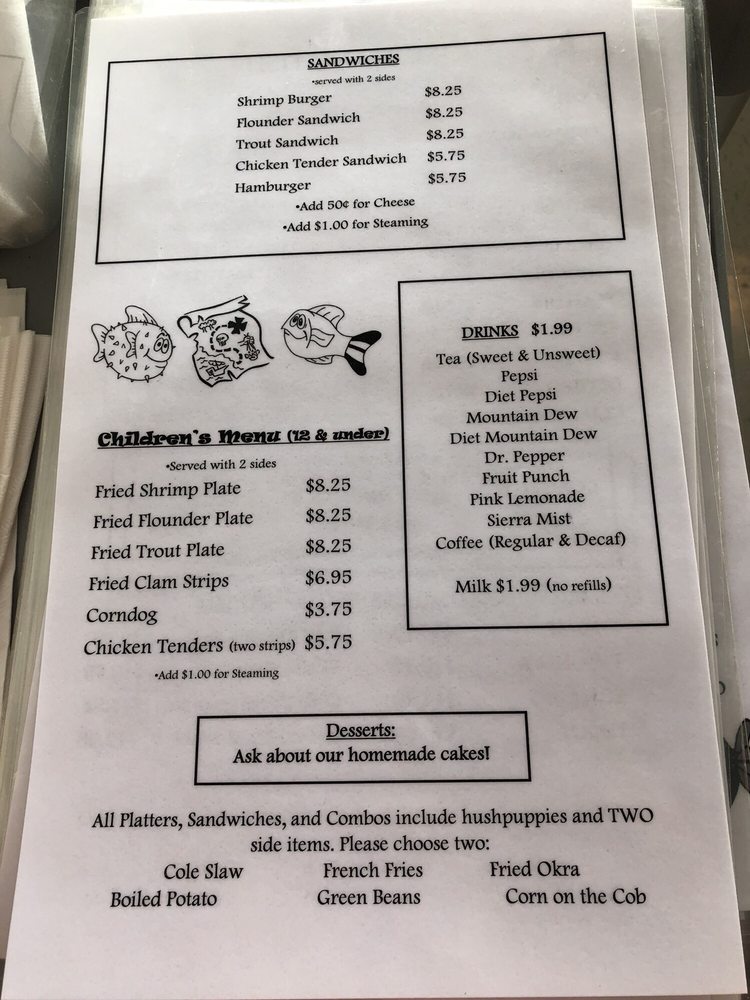 SANDWICHES
•served with 2 sides
Shrimp Burger $8.25
Flounder Sandwich $8.25
Trout Sandwich $8.25
Chicken Tender Sandwich $5.75
Hamburger $5.75
•Add 50¢ for Cheese
•Add $1.00 for Steaming
Children's Menu (12 & under)
•Served with 2 sides
Fried Shrimp Plate $8.25
Fried Flounder Plate $8.25
Fried Trout Plate $8.25
Fried Clam Strips $6.95
Corndog $3.75
Chicken Tenders (two strips) $5.75
•Add $1.00 for Steaming
DRINKS $1.99
Tea (Sweet & Unsweet)
Pepsi
Diet Pepsi
Mountain Dew
Diet Mountain Dew
Dr. Pepper
Fruit Punch
Pink Lemonade
Sierra Mist
Coffee (Regular & Decaf)
Milk $1.99 (no refills)
Desserts:
Ask about our homemade cakes!
All Platters, Sandwiches, and Combos include hushpuppies and TWO
side items. Please choose two:
Cole Slaw French Fries Fried Okra
Boiled Potato Green Beans Corn on the Cob